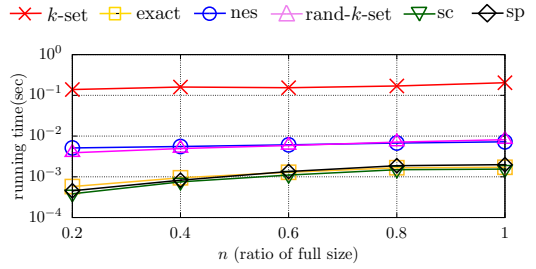 k-set exact nes rand-k-set sc sp
10^0
10^-1
10^-2
10^-3
10^-4
running time(sec)
0.2 0.4 0.6 0.8 1
n (ratio of full size)